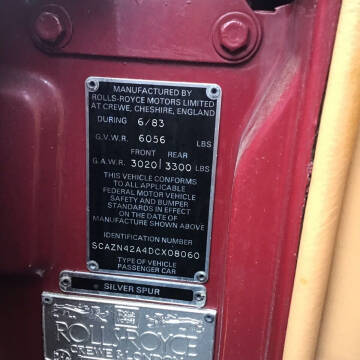 MANUFACTURED BY
ROLLS-ROYCE MOTORS LIMITED
AT CREWE, CHESHIRE, ENGLAND
DURING 6/83
G.V.W.R. 6056 LBS
FRONT REAR
G.A.W.R. 3020/3300 LBS
THIS VEHICLE CONFORMS
TO ALL APPLICABLE
FEDERAL MOTOR VEHICLE
SAFETY AND BUMPER
STANDARDS IN EFFECT
ON THE DATE OF
MANUFACTURE SHOWN ABOVE
IDENTIFICATION NUMBER
SCAZN42A4DCX08060
TYPE OF VEHICLE
PASSENGER CAR
SILVER SPUR
ROLLS-ROYCE
CREWE & LONDON